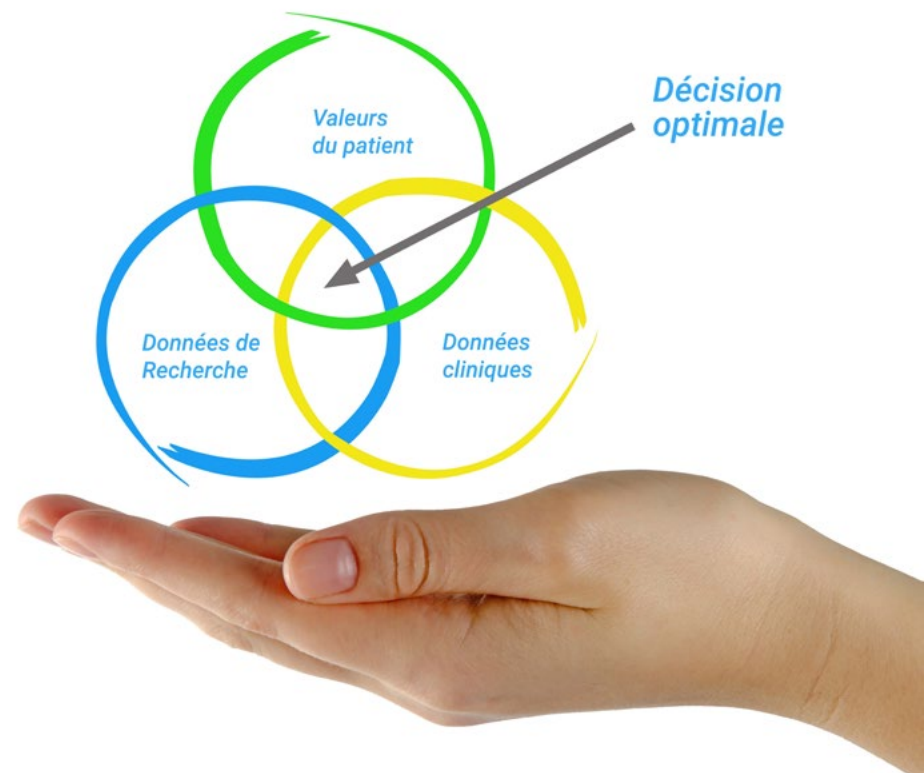 Valeurs
du patient
Décision
optimale
Données de
Recherche
Données
cliniques